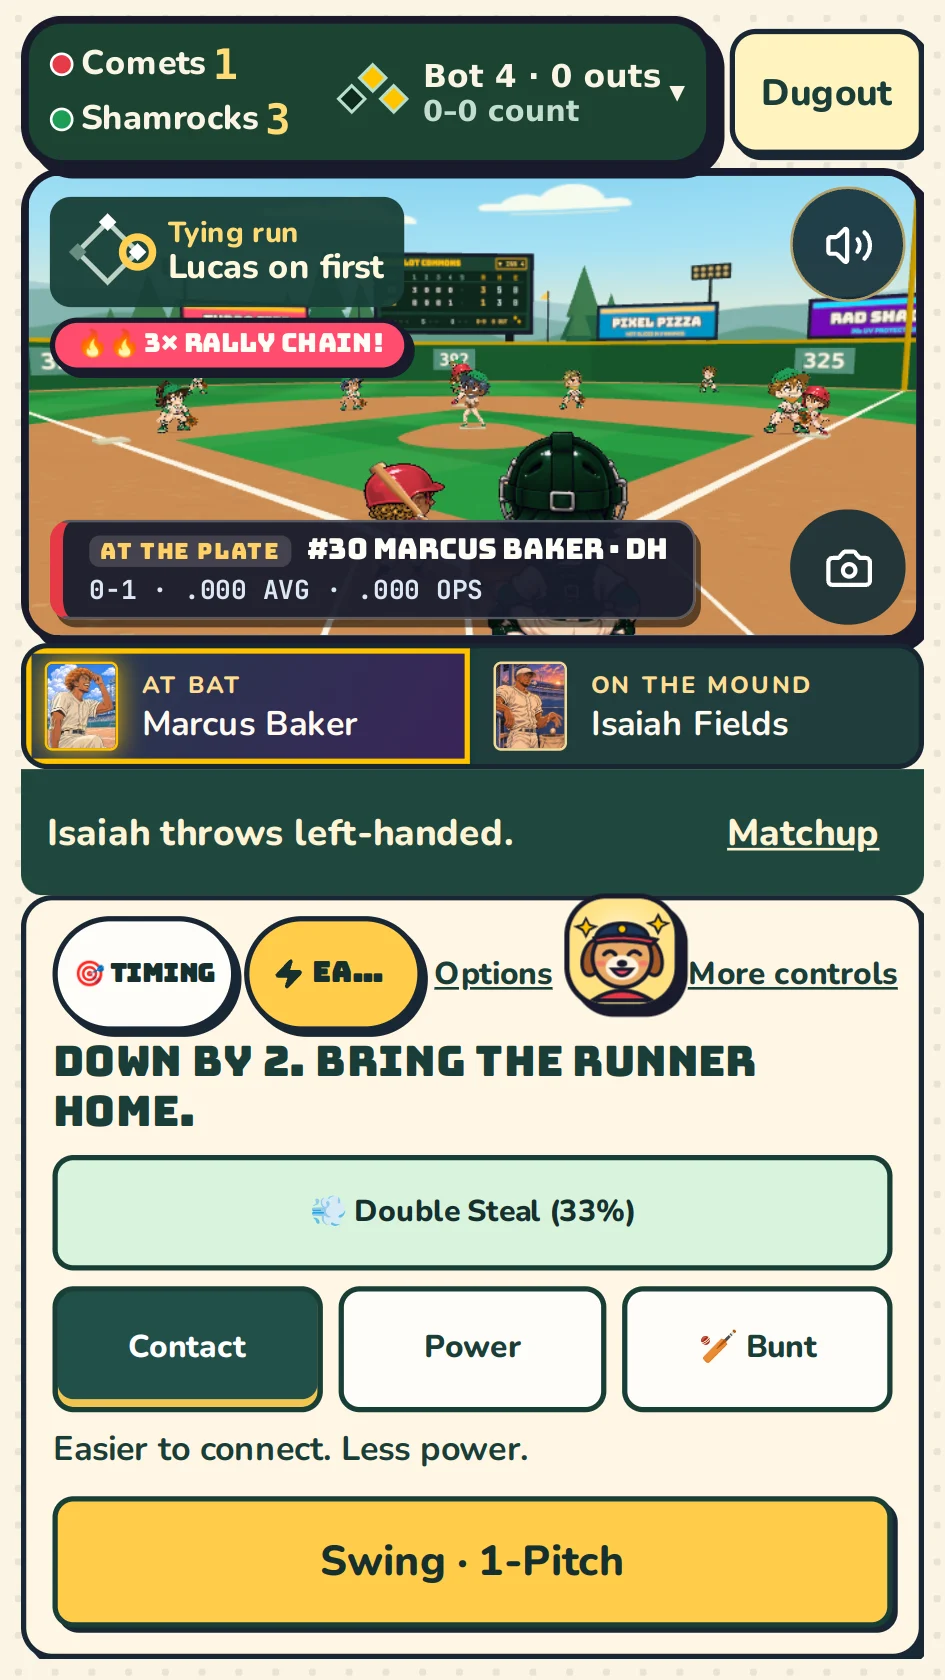 Comets 1
Shamrocks 3
Bot 4 · 0 outs ▼
0-0 count
Dugout
Tying run
Lucas on first
🔥🔥 3× RALLY CHAIN!
PIXEL PIZZA
392
325
AT THE PLATE #30 MARCUS BAKER · DH
0-1 · .000 AVG · .000 OPS
AT BAT
Marcus Baker
ON THE MOUND
Isaiah Fields
Isaiah throws left-handed.
Matchup
🎯 TIMING
⚡ EA...
Options
More controls
DOWN BY 2. BRING THE RUNNER
HOME.
💨 Double Steal (33%)
Contact
Power
🏏 Bunt
Easier to connect. Less power.
Swing · 1-Pitch